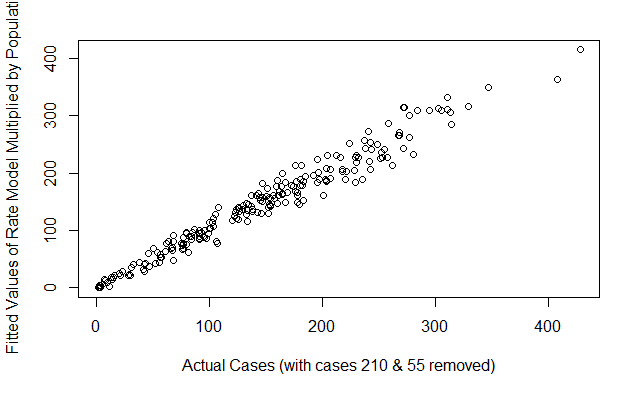 Fitted Values of Rate Model Multiplied by Populati
400
300
200
100
0
0 100 200 300 400
Actual Cases (with cases 210 & 55 removed)